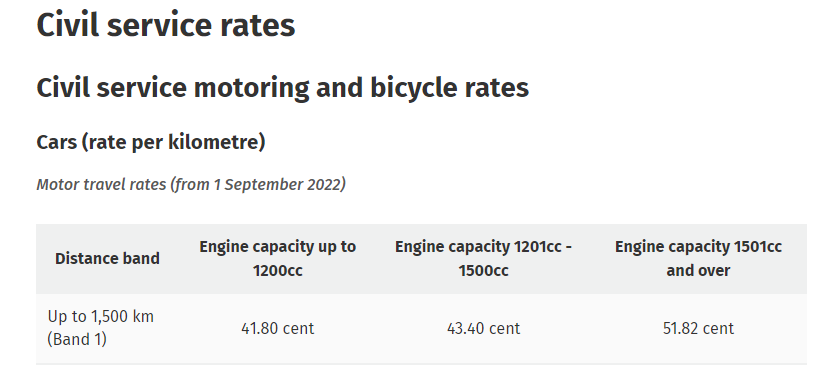 Civil service rates
Civil service motoring and bicycle rates
Cars (rate per kilometre)
Motor travel rates (from 1 September 2022)
Distance band
Engine capacity up to
1200cc
Engine capacity 1201cc -
1500cc
Engine capacity 1501cc
and over
Up to 1,500 km
(Band 1)
41.80 cent
43.40 cent
51.82 cent